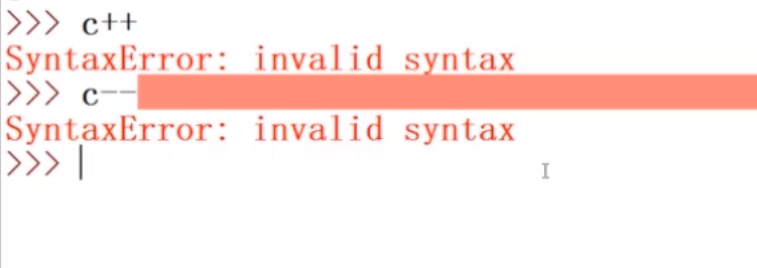 >>> c++
SyntaxError: invalid syntax
>>> c--
SyntaxError: invalid syntax
>>>